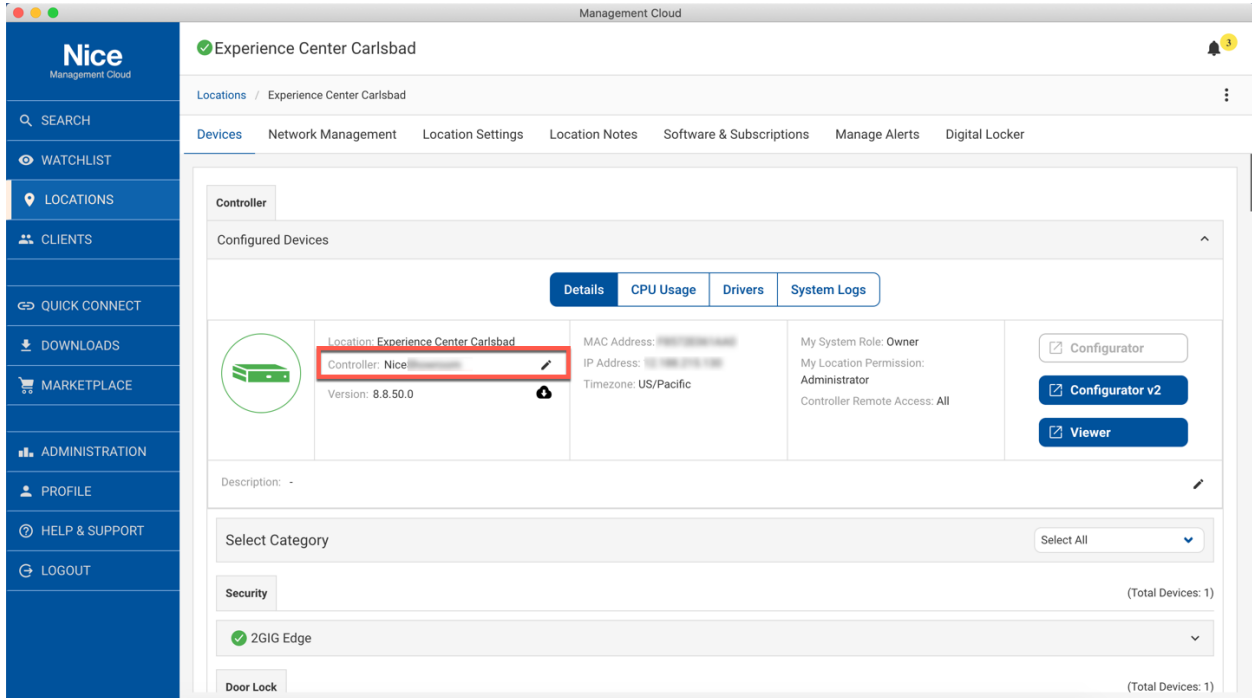 Management Cloud
Nice
Management Cloud
SEARCH
WATCHLIST
LOCATIONS
CLIENTS
QUICK CONNECT
DOWNLOADS
MARKETPLACE
ADMINISTRATION
PROFILE
HELP & SUPPORT
LOGOUT
Experience Center Carlsbad
3
Locations / Experience Center Carlsbad
Devices Network Management Location Settings Location Notes Software & Subscriptions Manage Alerts Digital Locker
Controller
Configured Devices
Details CPU Usage Drivers System Logs
Location: Experience Center Carlsbad
Controller: Nice
Version: 8.8.50.0
MAC Address:
IP Address:
Timezone: US/Pacific
My System Role: Owner
My Location Permission:
Administrator
Controller Remote Access: All
Configurator
Configurator v2
Viewer
Description: -
Select Category
Select All
Security
(Total Devices: 1)
2GIG Edge
Door Lock
(Total Devices: 1)